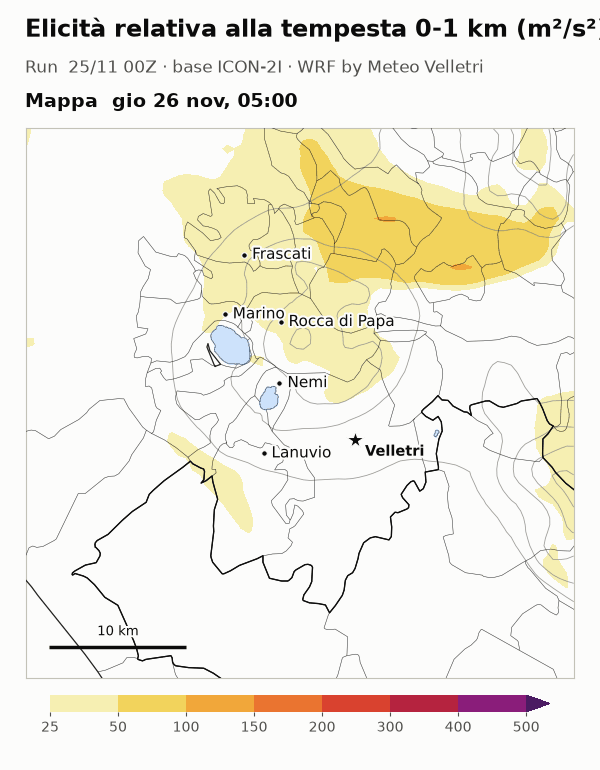 Elicità relativa alla tempesta 0-1 km (m²/s²)
Run 25/11 00Z · base ICON-2I · WRF by Meteo Velletri
Mappa gio 26 nov, 05:00
Frascati
Marino
Rocca di Papa
Nemi
Lanuvio
Velletri
10 km
25 50 100 150 200 300 400 500